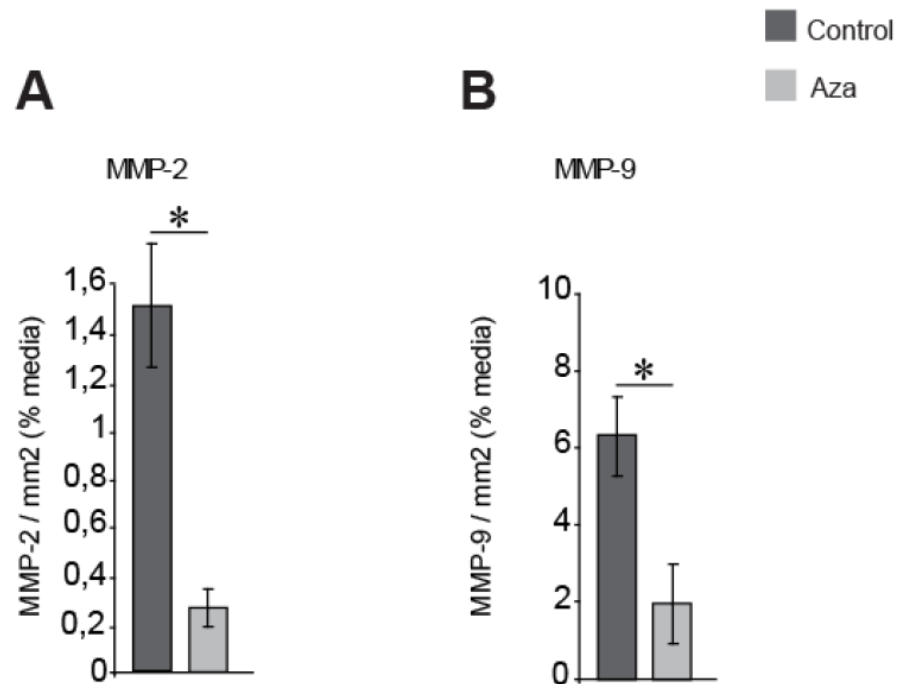 Control
Aza
A
MMP-2
*
MMP-2 / mm2 (% media)
1,6
1,4
1,2
1
0,8
0,6
0,4
0,2
0
B
MMP-9
*
MMP-9 / mm2 (% media)
10
8
6
4
2
0